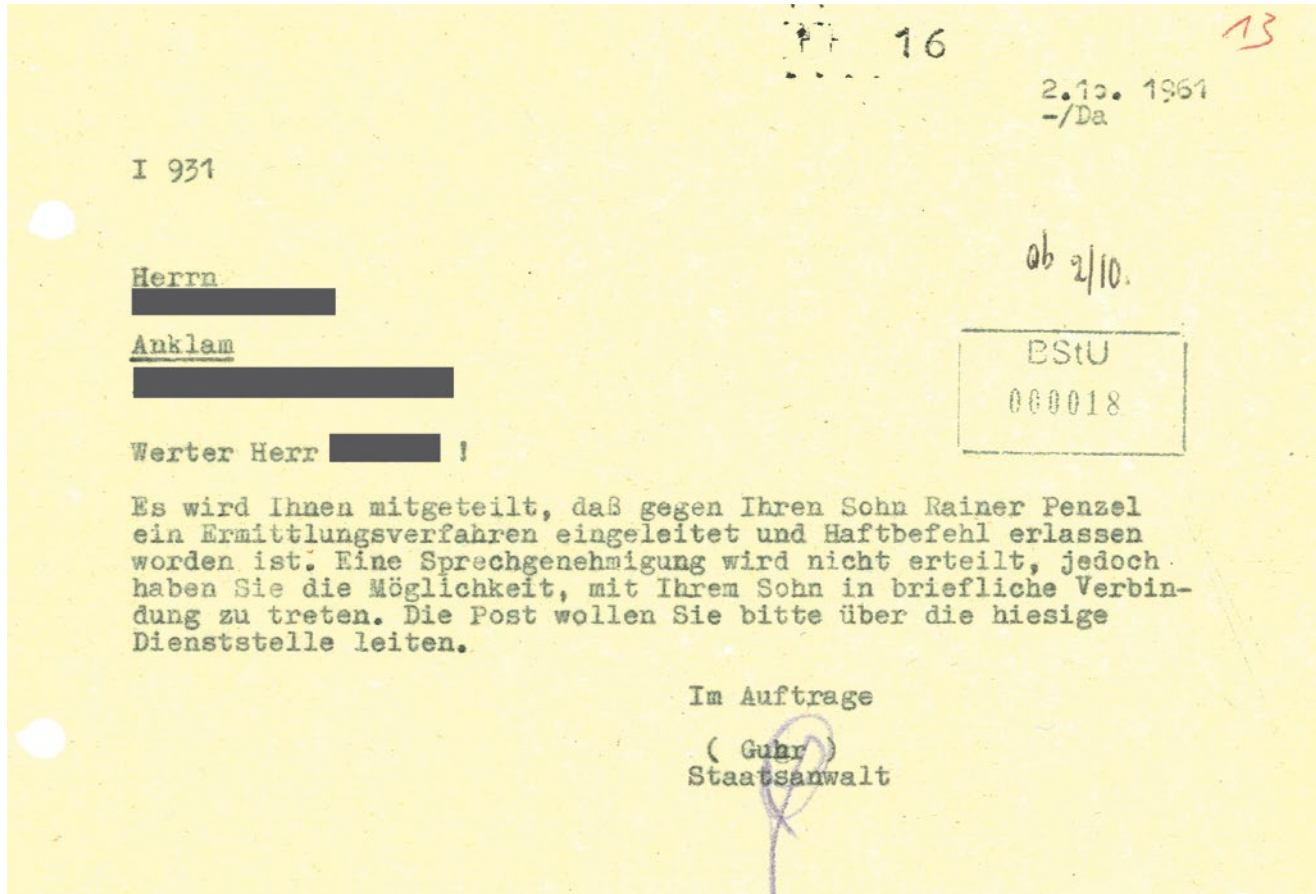 16
13
2.10. 1961
-/Da
I 931
ab 2/10.
Herrn
Anklam
BStU
000018
Werter Herr !
Es wird Ihnen mitgeteilt, daß gegen Ihren Sohn Rainer Penzel
ein Ermittlungsverfahren eingeleitet und Haftbefehl erlassen
worden ist. Eine Sprechgenehmigung wird nicht erteilt, jedoch
haben Sie die Möglichkeit, mit Ihrem Sohn in briefliche Verbin-
dung zu treten. Die Post wollen Sie bitte über die hiesige
Dienststelle leiten.
Im Auftrage
( Guhr )
Staatsanwalt